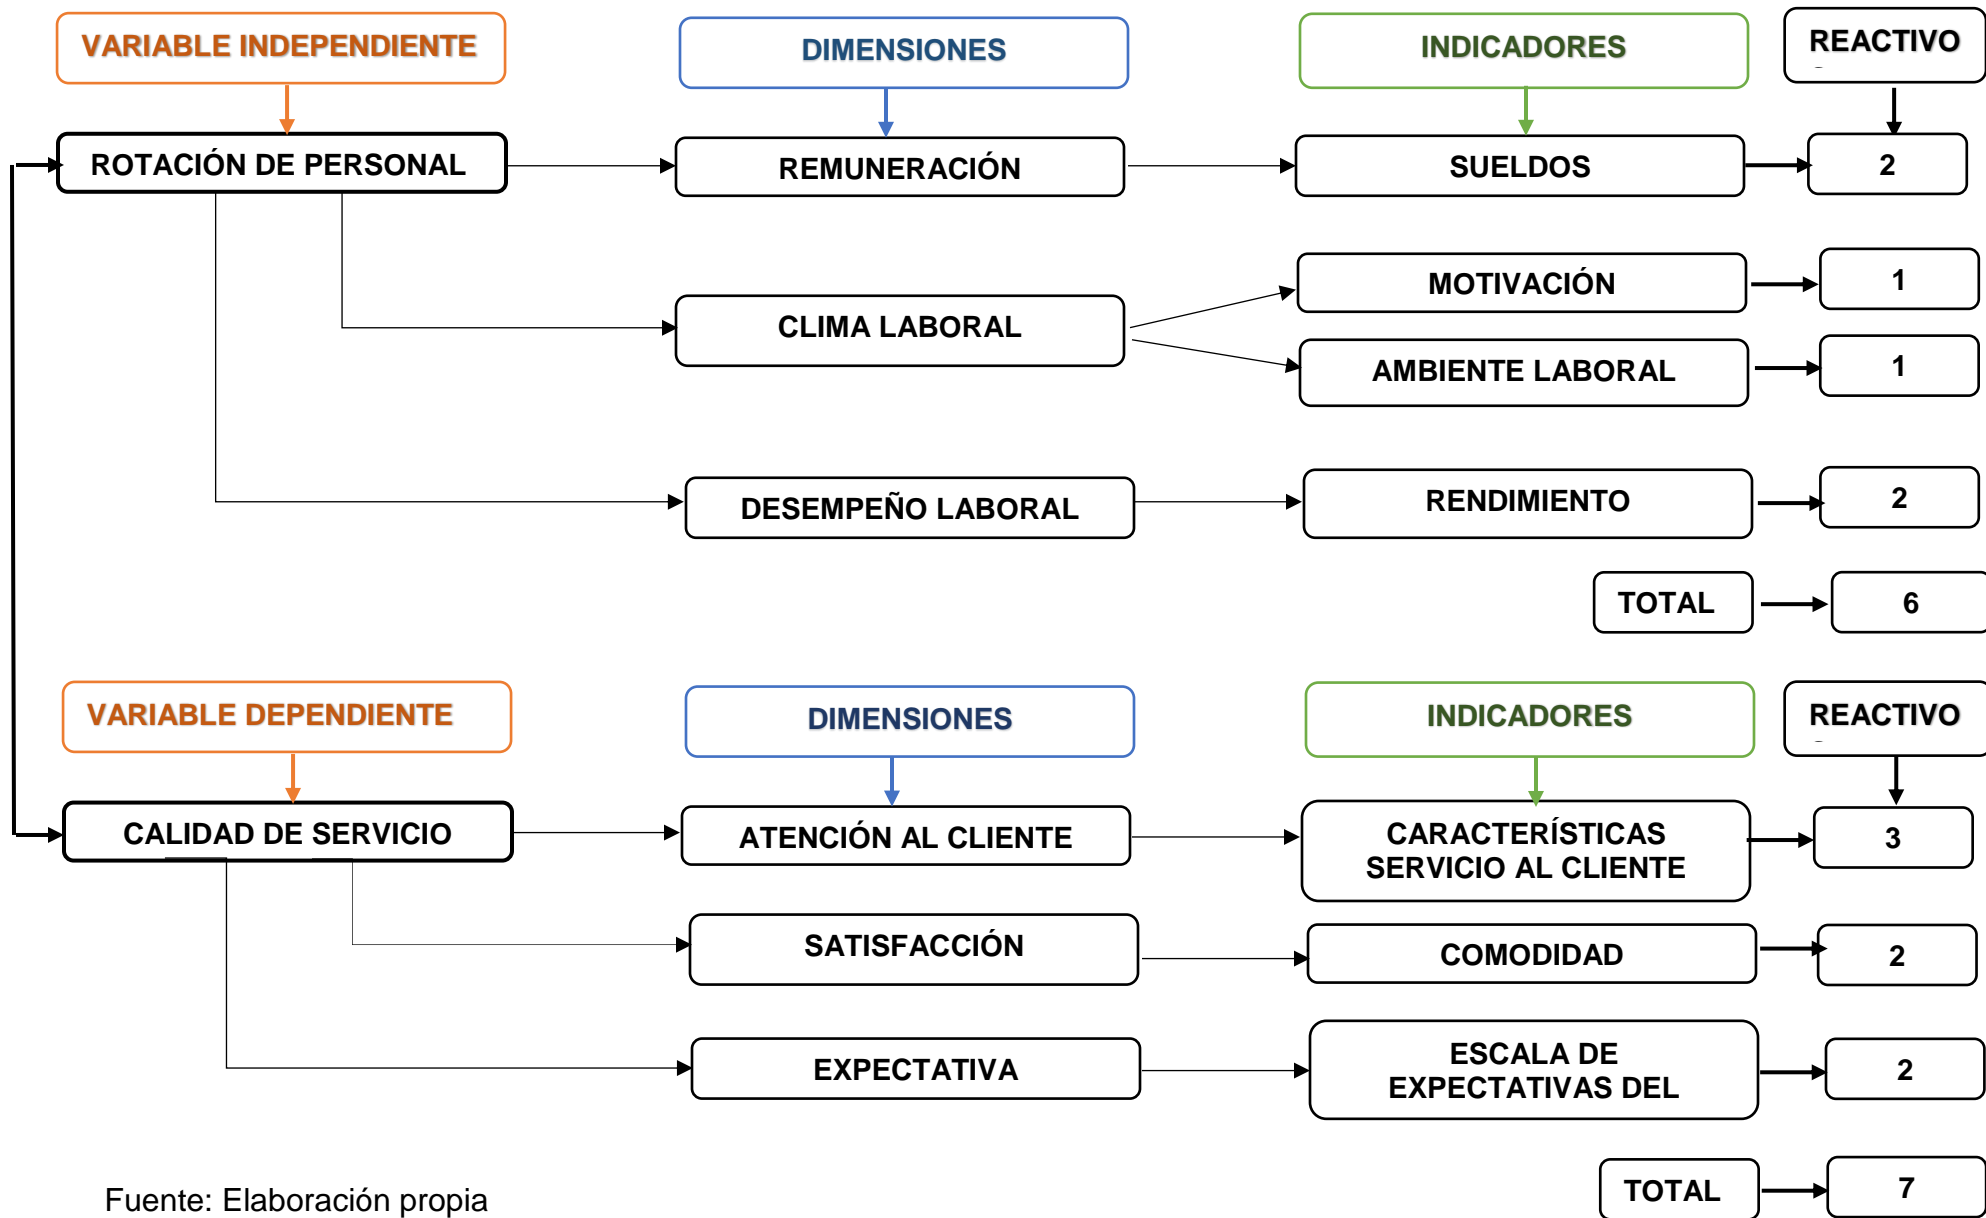 VARIABLE INDEPENDIENTE
DIMENSIONES
INDICADORES
REACTIVO
ROTACIÓN DE PERSONAL
REMUNERACIÓN
SUELDOS
2
MOTIVACIÓN
1
CLIMA LABORAL
AMBIENTE LABORAL
1
DESEMPEÑO LABORAL
RENDIMIENTO
2
TOTAL
6
VARIABLE DEPENDIENTE
DIMENSIONES
INDICADORES
REACTIVO
CALIDAD DE SERVICIO
ATENCIÓN AL CLIENTE
CARACTERÍSTICAS
SERVICIO AL CLIENTE
3
SATISFACCIÓN
COMODIDAD
2
EXPECTATIVA
ESCALA DE
EXPECTATIVAS DEL
2
TOTAL
7
Fuente: Elaboración propia